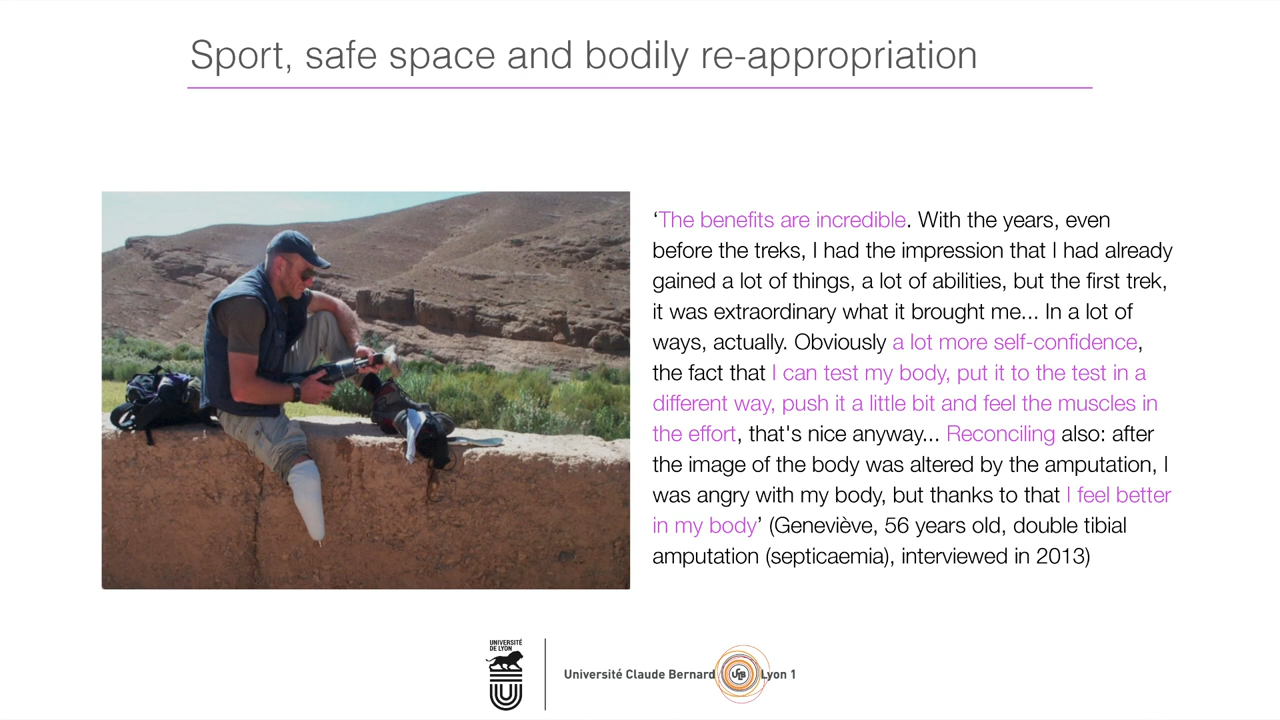 Sport, safe space and bodily re-appropriation
‘The benefits are incredible. With the years, even
before the treks, I had the impression that I had already
gained a lot of things, a lot of abilities, but the first trek,
it was extraordinary what it brought me... In a lot of
ways, actually. Obviously a lot more self-confidence,
the fact that I can test my body, put it to the test in a
different way, push it a little bit and feel the muscles in
the effort, that's nice anyway... Reconciling also: after
the image of the body was altered by the amputation, I
was angry with my body, but thanks to that I feel better
in my body’ (Geneviève, 56 years old, double tibial
amputation (septicaemia), interviewed in 2013)
UNIVERSITÉ
DE LYON
Université Claude Bernard Lyon 1